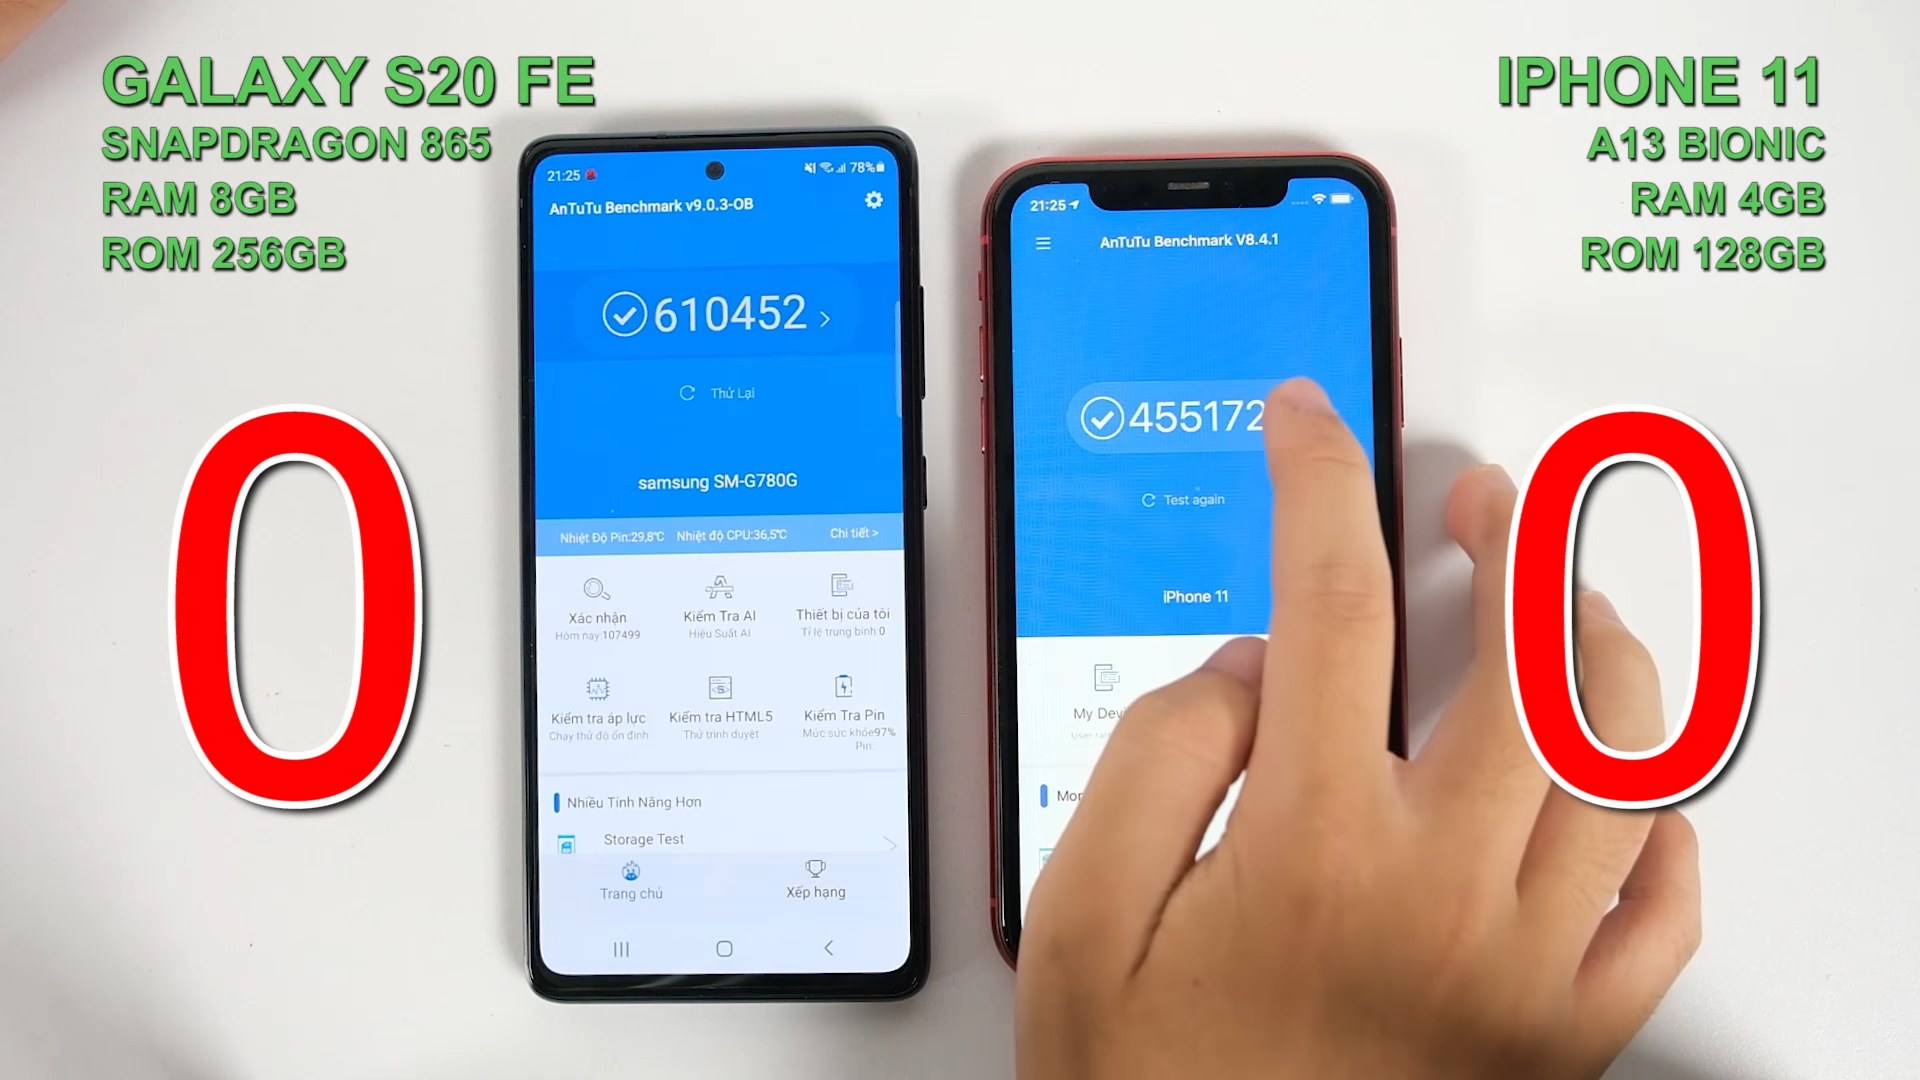 GALAXY S20 FE
SNAPDRAGON 865
RAM 8GB
ROM 256GB
IPHONE 11
A13 BIONIC
RAM 4GB
ROM 128GB
0
0
21:25
78%
AnTuTu Benchmark v9.0.3-OB
610452
Thử Lại
samsung SM-G780G
Nhiệt Độ Pin:29,8℃ Nhiệt độ CPU:36,5℃ Chi tiết >
Xác nhận
Hôm nay:107499
Kiểm Tra AI
Hiệu Suất AI
Thiết bị của tôi
Tỉ lệ trung bình:0
Kiểm tra áp lực
Chạy thử độ ổn định
Kiểm tra HTML5
Thử trình duyệt
Kiểm Tra Pin
Mức sức khỏe97%
Pin:
Nhiều Tính Năng Hơn
Storage Test
Trang chủ
Xếp hạng
21:25
AnTuTu Benchmark V8.4.1
455172
Test again
iPhone 11
My